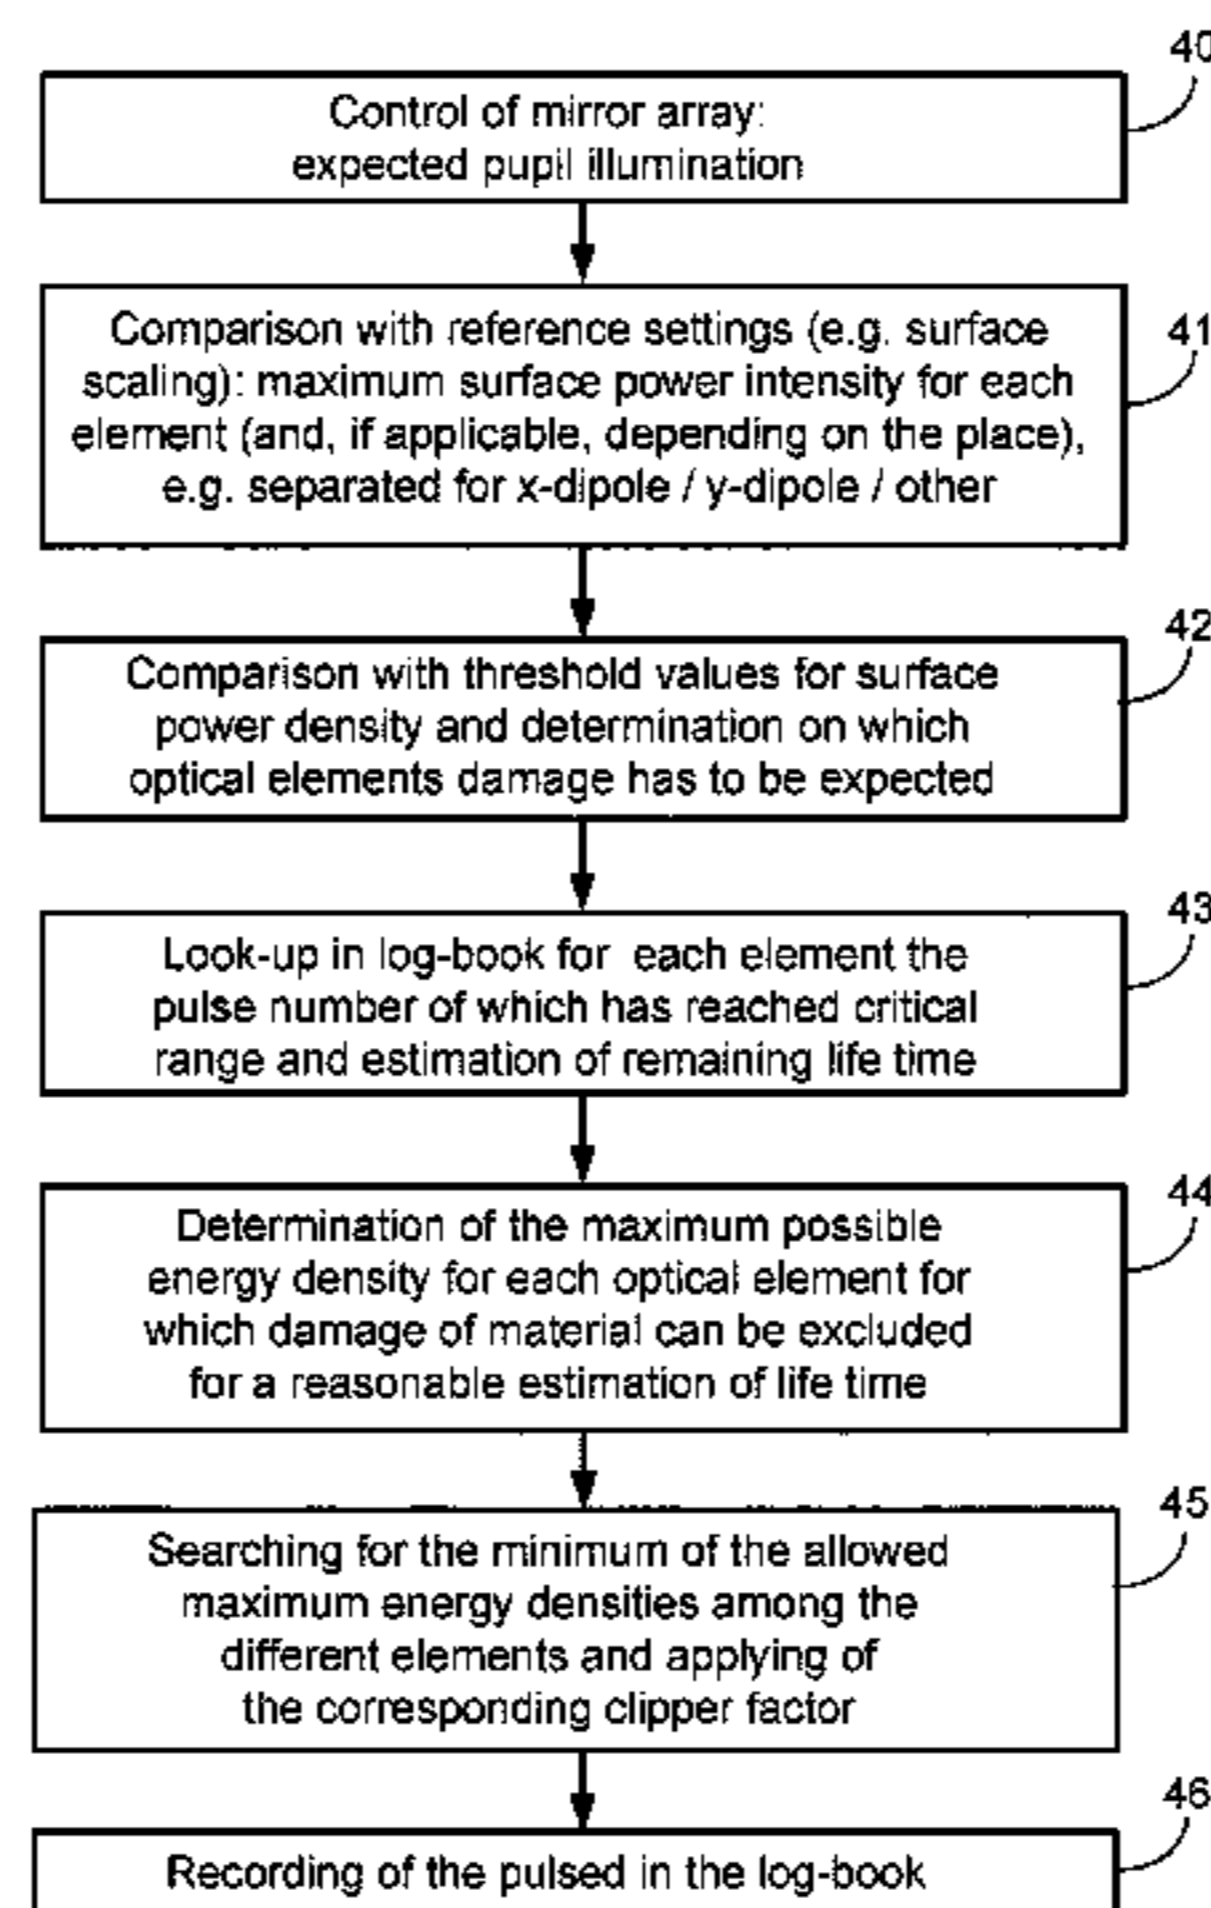 40
Control of mirror array:
expected pupil illumination
41
Comparison with reference settings (e.g. surface
scaling): maximum surface power intensity for each
element (and, if applicable, depending on the place),
e.g. separated for x-dipole / y-dipole / other
42
Comparison with threshold values for surface
power density and determination on which
optical elements damage has to be expected
43
Look-up in log-book for each element the
pulse number of which has reached critical
range and estimation of remaining life time
44
Determination of the maximum possible
energy density for each optical element for
which damage of material can be excluded
for a reasonable estimation of life time
45
Searching for the minimum of the allowed
maximum energy densities among the
different elements and applying of
the corresponding clipper factor
46
Recording of the pulsed in the log-book